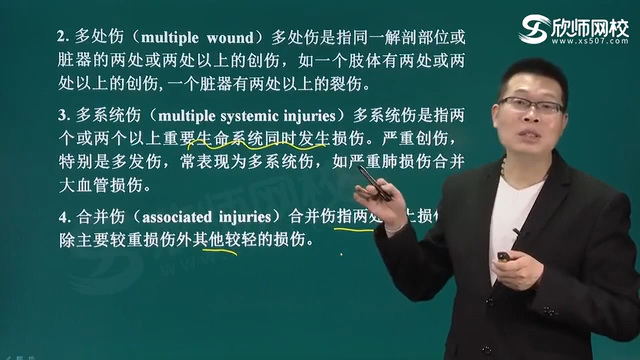 欣师网校
www.xs507.com
2. 多处伤（multiple wound）多处伤是指同一解剖部位或
脏器的两处或两处以上的创伤，如一个肢体有两处或两
处以上的创伤,一个脏器有两处以上的裂伤。
3. 多系统伤（multiple systemic injuries）多系统伤是指两
个或两个以上重要生命系统同时发生损伤。严重创伤，
特别是多发伤，常表现为多系统伤，如严重肺损伤合并
大血管损伤。
4. 合并伤（associated injuries）合并伤指两处
上损
除主要较重损伤外其他较轻的损伤。